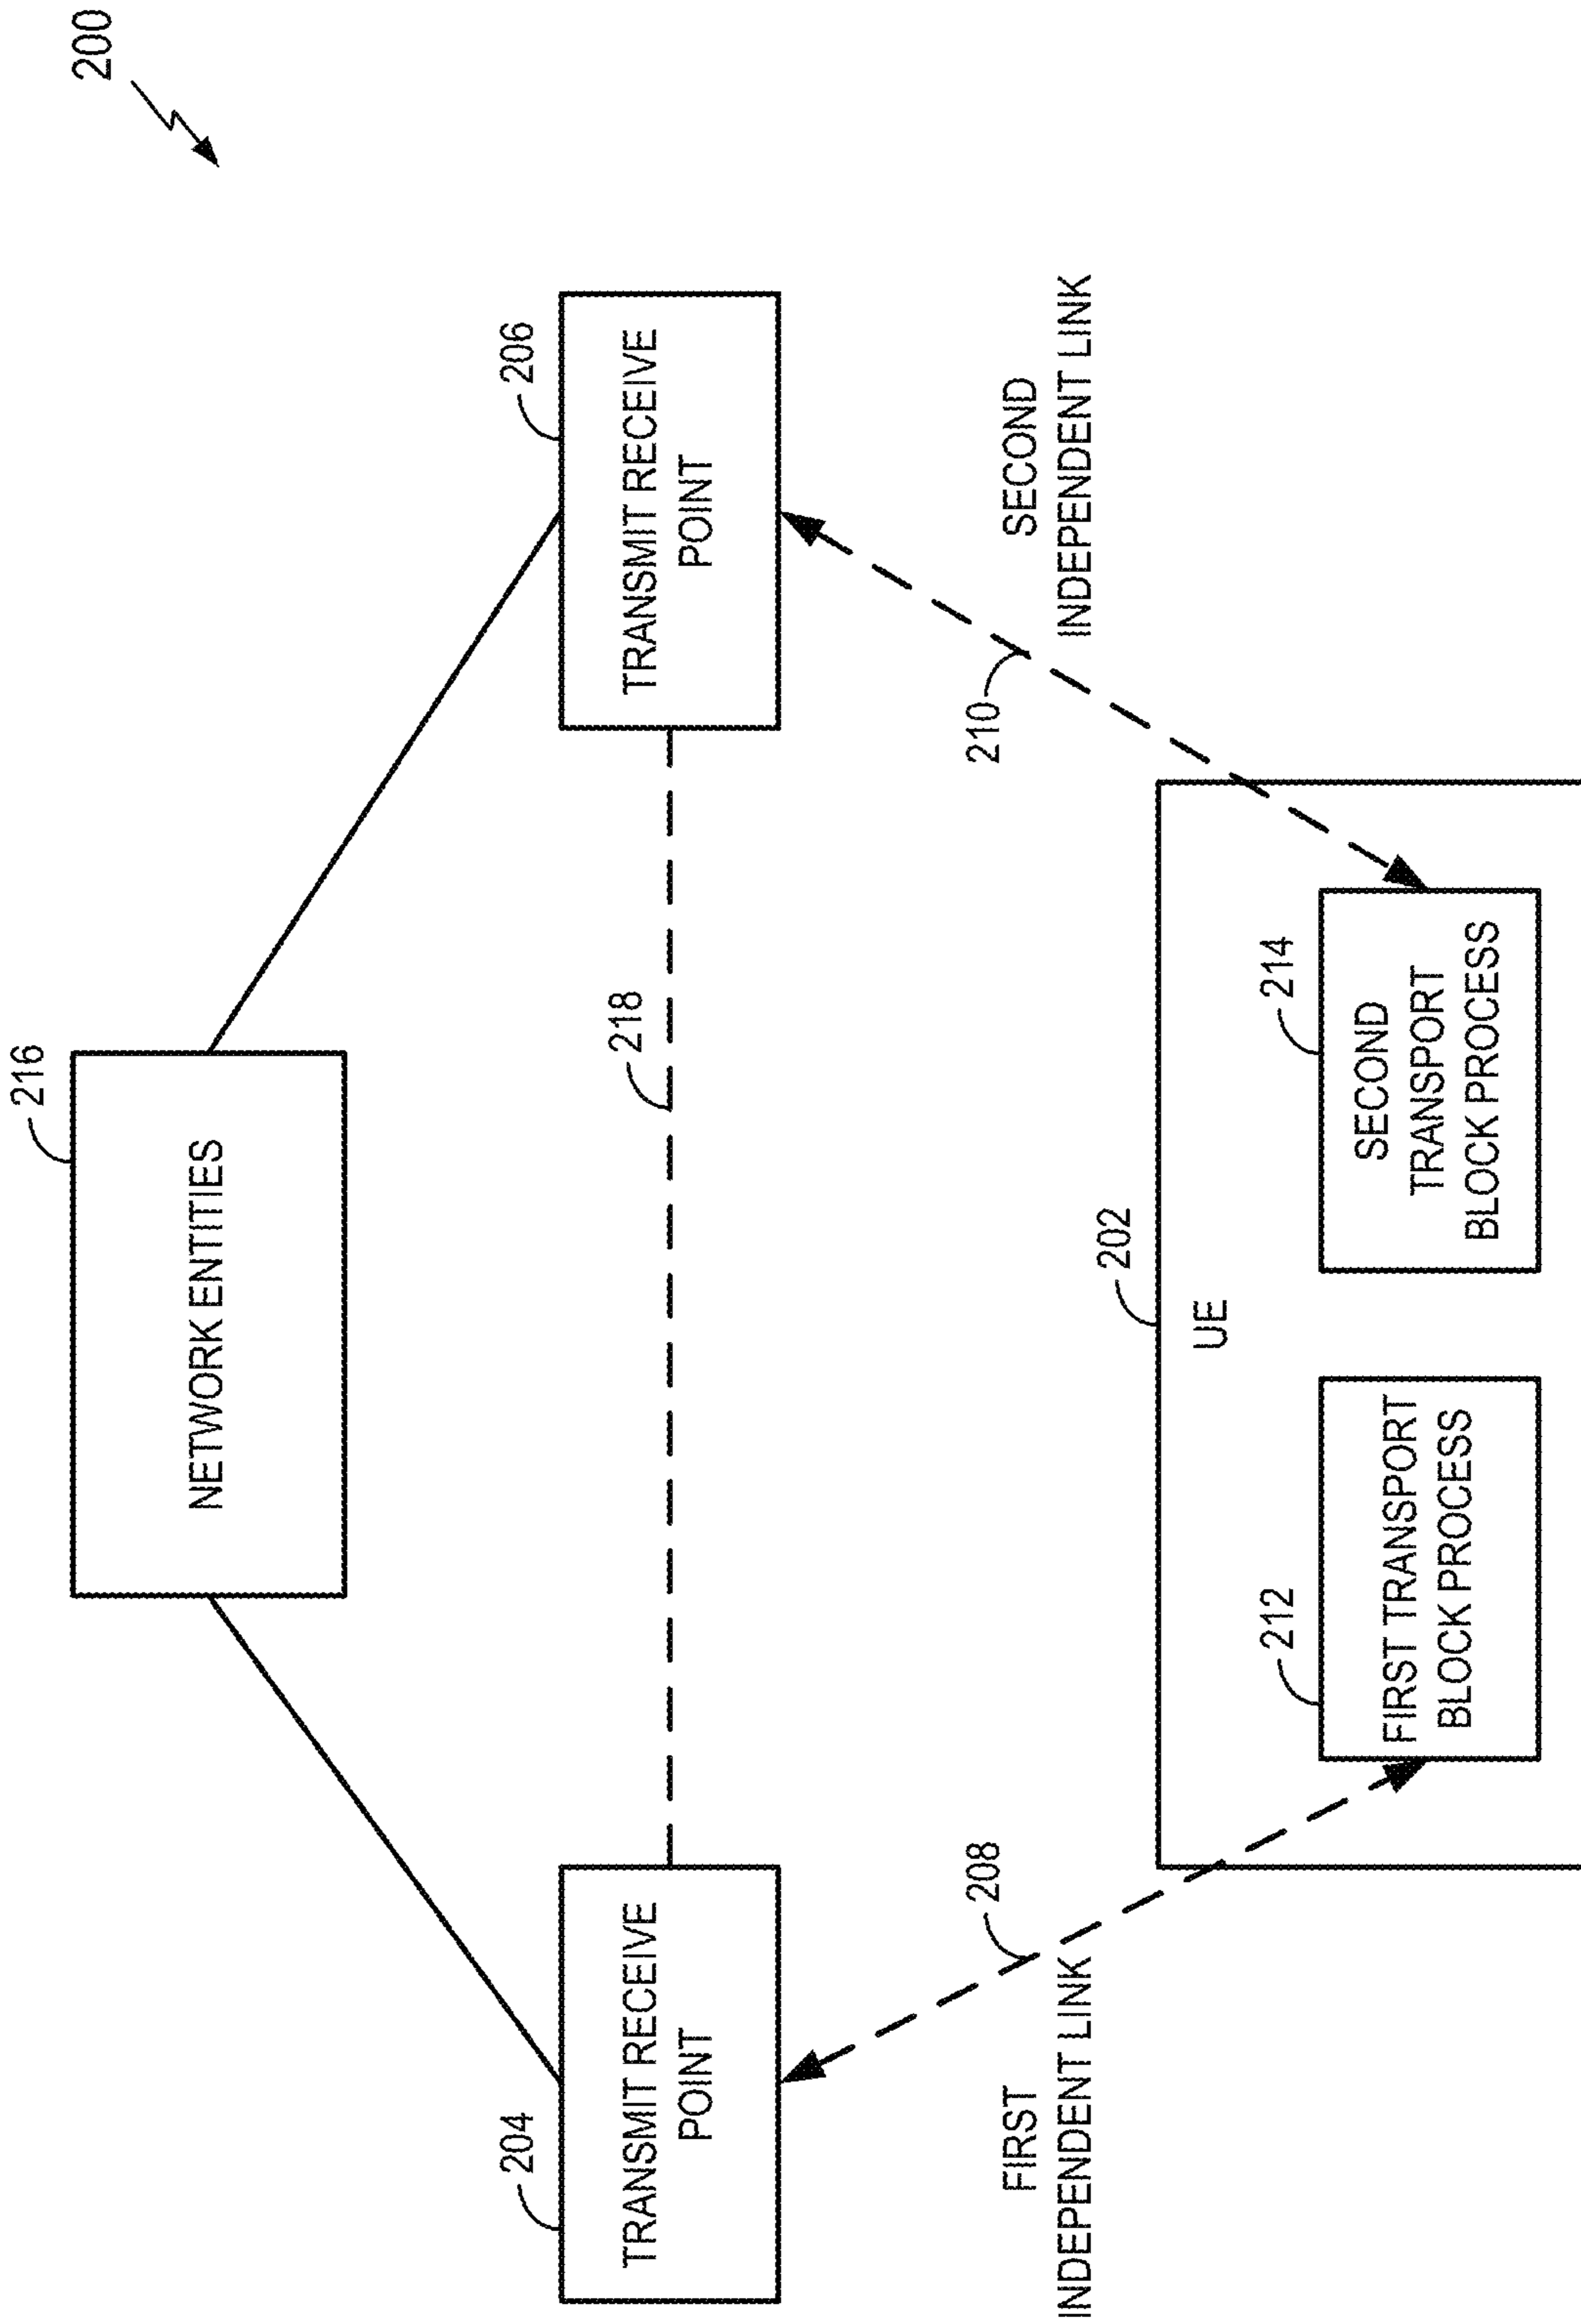 200
216
NETWORK ENTITIES
204
TRANSMIT RECEIVE
POINT
206
TRANSMIT RECEIVE
POINT
218
208
FIRST
INDEPENDENT LINK
210
SECOND
INDEPENDENT LINK
202
UE
212
FIRST TRANSPORT
BLOCK PROCESS
214
SECOND
TRANSPORT
BLOCK PROCESS